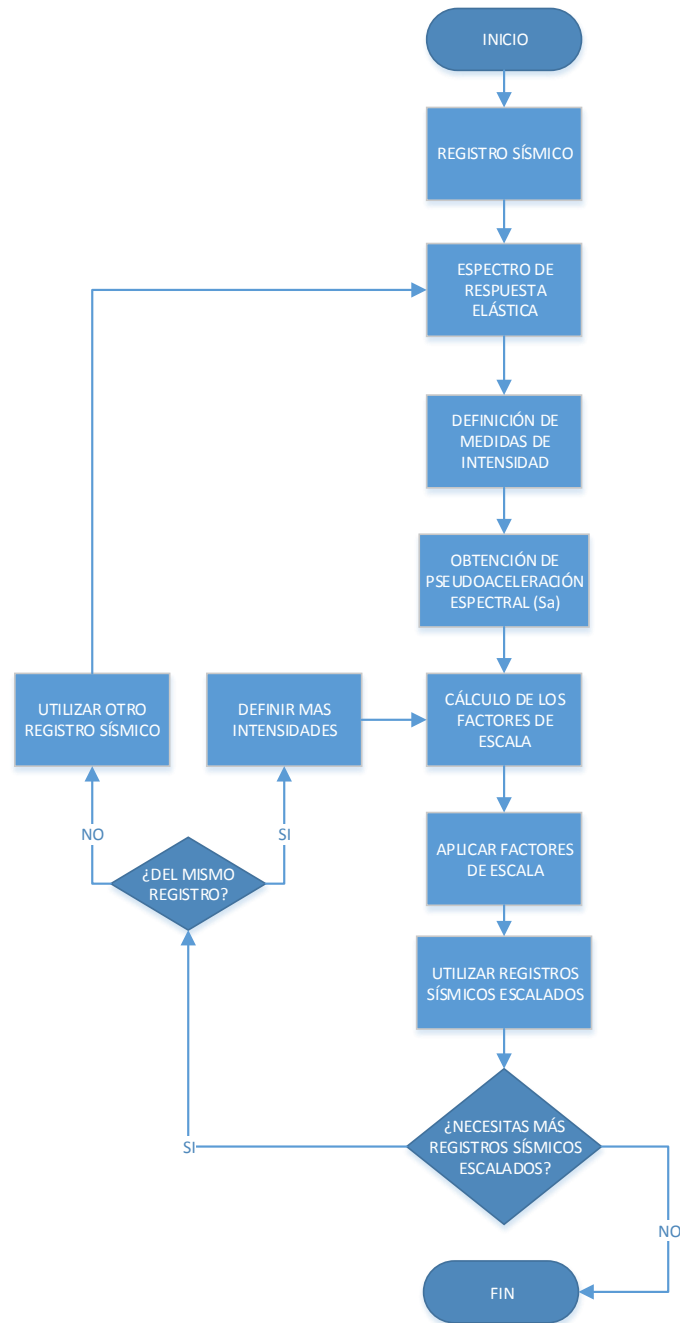 INICIO
REGISTRO SÍSMICO
ESPECTRO DE
RESPUESTA
ELÁSTICA
DEFINICIÓN DE
MEDIDAS DE
INTENSIDAD
OBTENCIÓN DE
PSEUDOACELERACIÓN
ESPECTRAL (Sa)
UTILIZAR OTRO
REGISTRO SÍSMICO
DEFINIR MAS
INTENSIDADES
CÁLCULO DE LOS
FACTORES DE
ESCALA
NO
SI
¿DEL MISMO
REGISTRO?
APLICAR FACTORES
DE ESCALA
UTILIZAR REGISTROS
SÍSMICOS ESCALADOS
¿NECESITAS MÁS
REGISTROS SÍSMICOS
ESCALADOS?
SI
NO
FIN